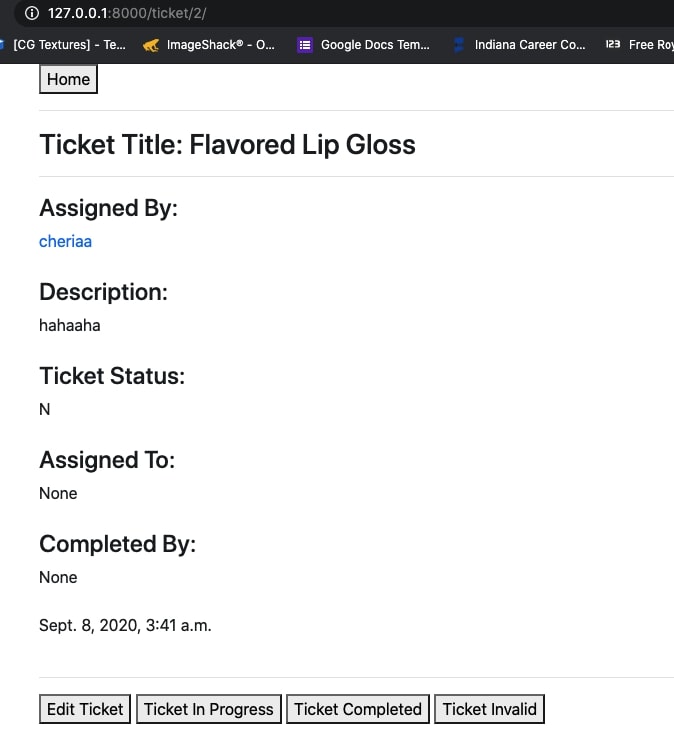 127.0.0.1:8000/ticket/2/
[CG Textures] - Te... ImageShack® - O... Google Docs Tem... Indiana Career Co... 123 Free Roy
Home
Ticket Title: Flavored Lip Gloss
Assigned By:
cheriaa
Description:
hahaaha
Ticket Status:
N
Assigned To:
None
Completed By:
None
Sept. 8, 2020, 3:41 a.m.
Edit Ticket Ticket In Progress Ticket Completed Ticket Invalid